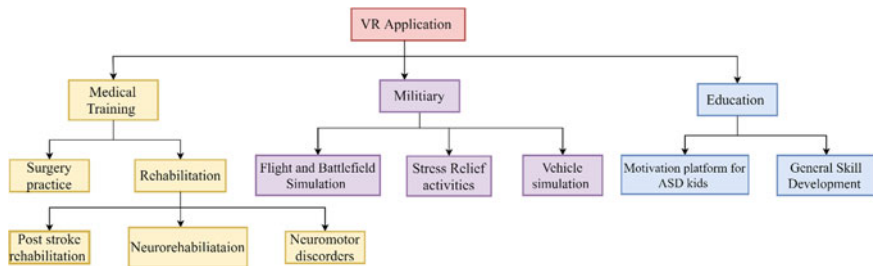 VR Application
Medical
Training
Militiary
Education
Surgery
practice
Rehabilitation
Flight and Battlefield
Simulation
Stress Relief
activities
Vehicle
simulation
Motivation platform for
ASD kids
General Skill
Development
Post stroke
rehabilitation
Neurorehabiliataion
Neuromotor
discorders